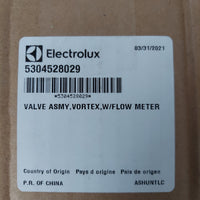 Electrolux
03/31/2021
5304528029
*5304528029*
VALVE ASMY,VORTEX,W/FLOW METER
Country of Origin Pays d origine Pais de origen
P.R. OF CHINA
ASHUNTLC